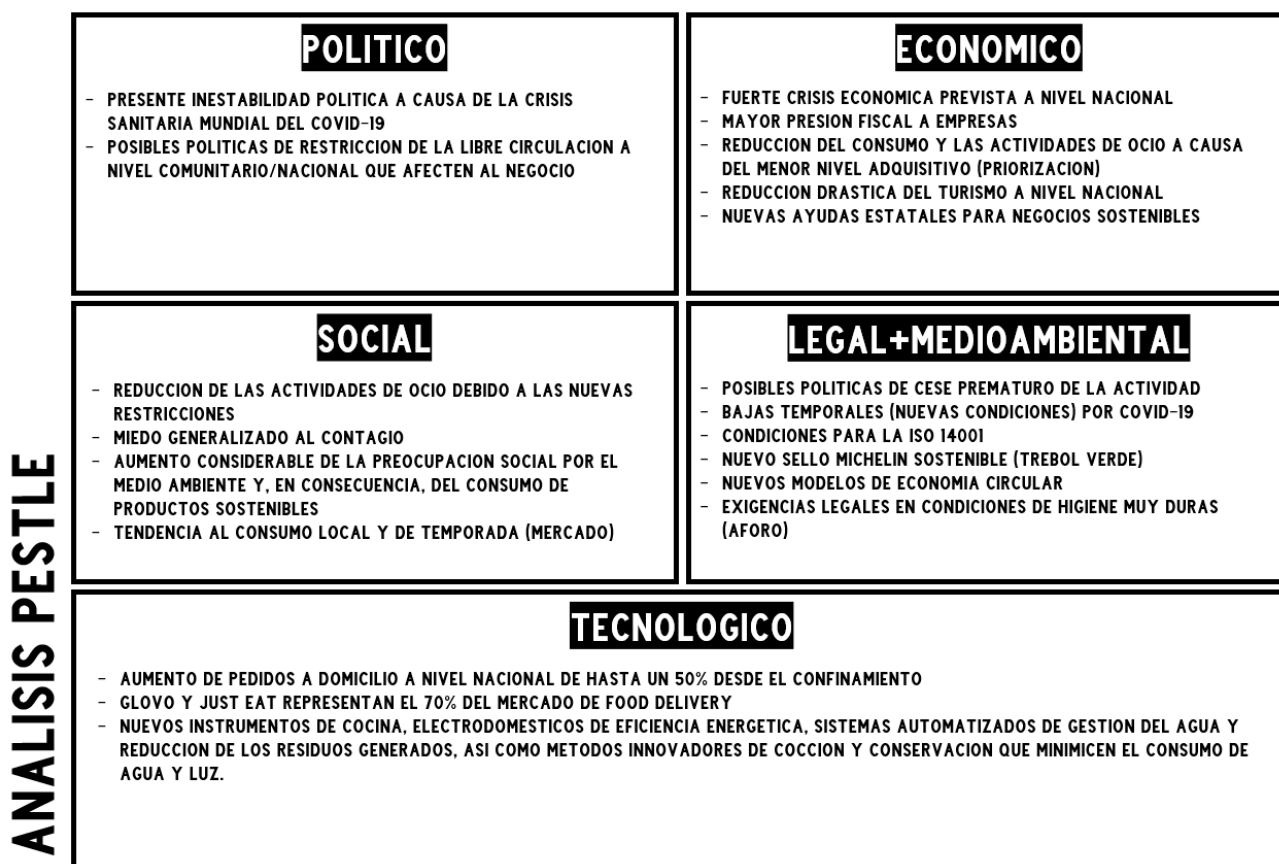 POLITICO
- PRESENTE INESTABILIDAD POLITICA A CAUSA DE LA CRISIS
SANITARIA MUNDIAL DEL COVID-19
- POSIBLES POLITICAS DE RESTRICCION DE LA LIBRE CIRCULACION A
NIVEL COMUNITARIO/NACIONAL QUE AFECTEN AL NEGOCIO
ECONOMICO
- FUERTE CRISIS ECONOMICA PREVISTA A NIVEL NACIONAL
- MAYOR PRESION FISCAL A EMPRESAS
- REDUCCION DEL CONSUMO Y LAS ACTIVIDADES DE OCIO A CAUSA
DEL MENOR NIVEL ADQUISITIVO (PRIORIZACION)
- REDUCCION DRASTICA DEL TURISMO A NIVEL NACIONAL
- NUEVAS AYUDAS ESTATALES PARA NEGOCIOS SOSTENIBLES
SOCIAL
- REDUCCION DE LAS ACTIVIDADES DE OCIO DEBIDO A LAS NUEVAS
RESTRICCIONES
- MIEDO GENERALIZADO AL CONTAGIO
- AUMENTO CONSIDERABLE DE LA PREOCUPACION SOCIAL POR EL
MEDIO AMBIENTE Y, EN CONSECUENCIA, DEL CONSUMO DE
PRODUCTOS SOSTENIBLES
- TENDENCIA AL CONSUMO LOCAL Y DE TEMPORADA (MERCADO)
LEGAL+MEDIOAMBIENTAL
- POSIBLES POLITICAS DE CESE PREMATURO DE LA ACTIVIDAD
- BAJAS TEMPORALES (NUEVAS CONDICIONES) POR COVID-19
- CONDICIONES PARA LA ISO 14001
- NUEVO SELLO MICHELIN SOSTENIBLE (TREBOL VERDE)
- NUEVOS MODELOS DE ECONOMIA CIRCULAR
- EXIGENCIAS LEGALES EN CONDICIONES DE HIGIENE MUY DURAS
(AFORO)
TECNOLOGICO
- AUMENTO DE PEDIDOS A DOMICILIO A NIVEL NACIONAL DE HASTA UN 50% DESDE EL CONFINAMIENTO
- GLOVO Y JUST EAT REPRESENTAN EL 70% DEL MERCADO DE FOOD DELIVERY
- NUEVOS INSTRUMENTOS DE COCINA, ELECTRODOMESTICOS DE EFICIENCIA ENERGETICA, SISTEMAS AUTOMATIZADOS DE GESTION DEL AGUA Y
REDUCCION DE LOS RESIDUOS GENERADOS, ASI COMO METODOS INNOVADORES DE COCCION Y CONSERVACION QUE MINIMICEN EL CONSUMO DE
AGUA Y LUZ.
ANALISIS PESTLE